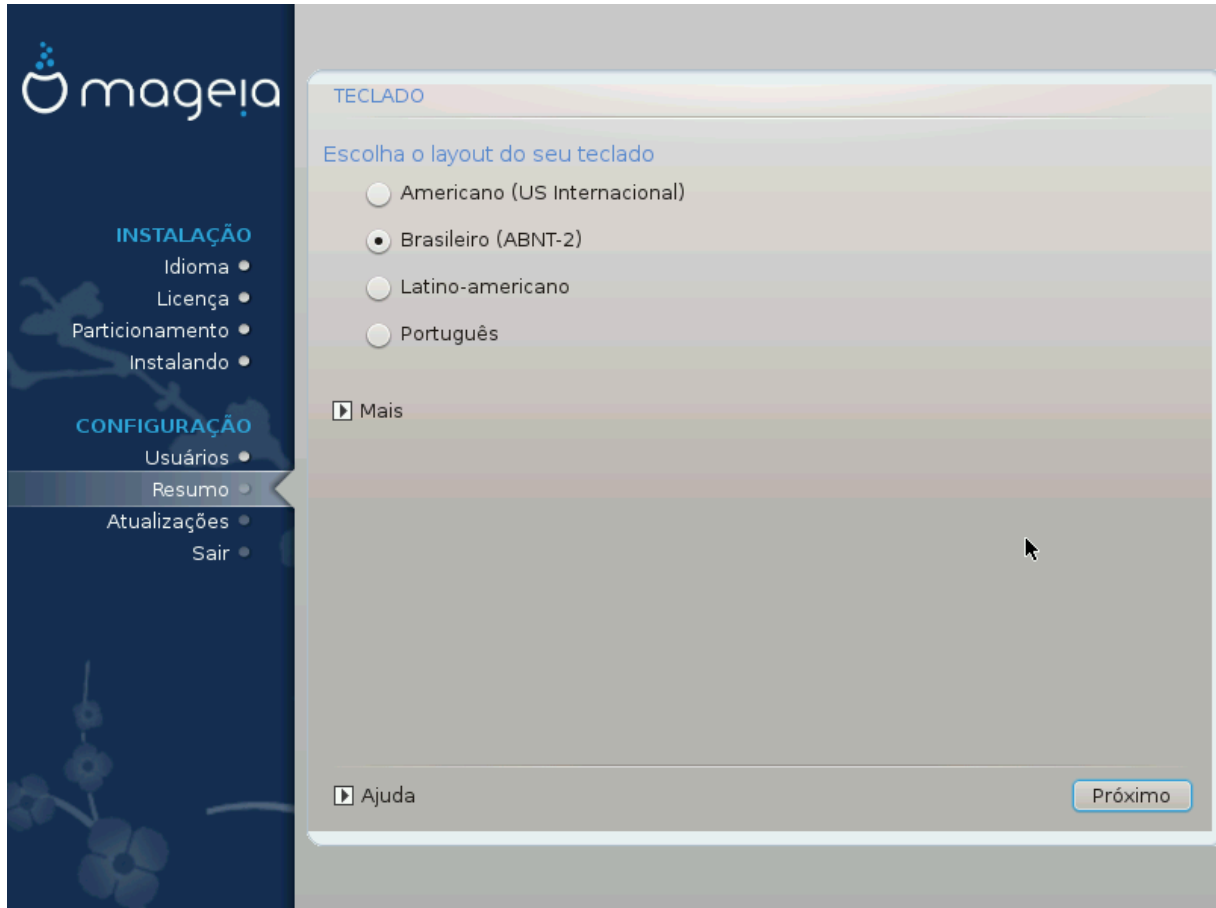 mageia
INSTALAÇÃO
Idioma
Licença
Particionamento
Instalando
CONFIGURAÇÃO
Usuários
Resumo
Atualizações
Sair
TECLADO
Escolha o layout do seu teclado
Americano (US Internacional)
Brasileiro (ABNT-2)
Latino-americano
Português
Mais
Ajuda
Próximo